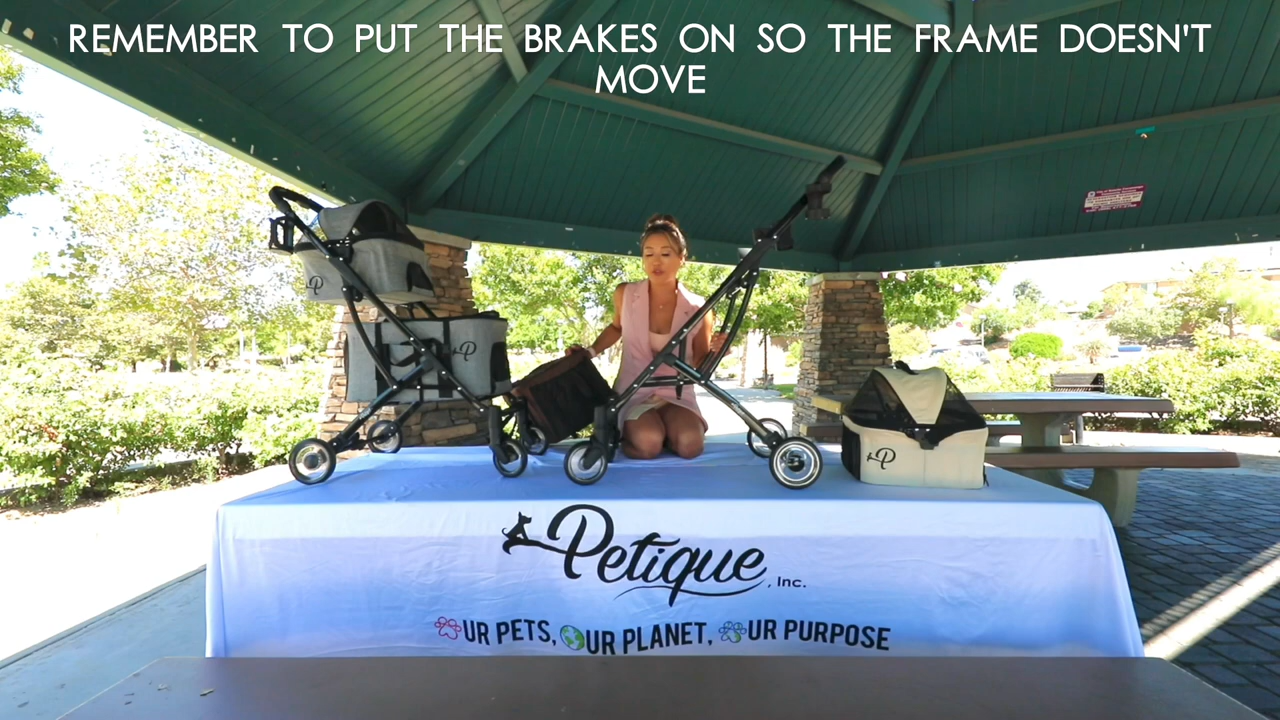 REMEMBER TO PUT THE BRAKES ON SO THE FRAME DOESN'T
MOVE
P
P
P
Petique, Inc.
UR PETS, UR PLANET, UR PURPOSE